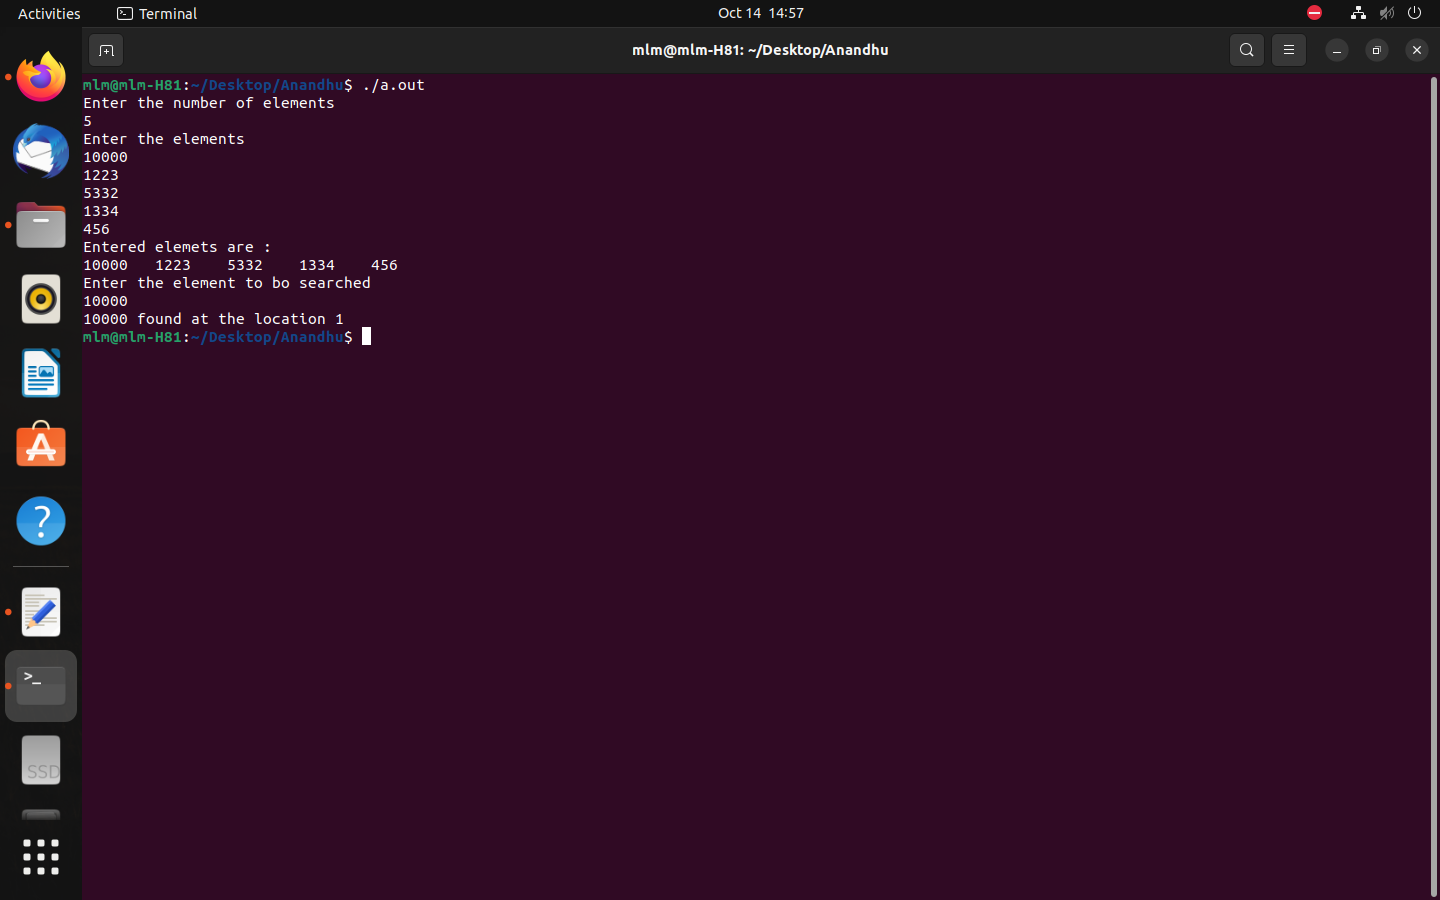 Activities
Terminal
Oct 14 14:57
mlm@mlm-H81: ~/Desktop/Anandhu
mlm@mlm-H81:~/Desktop/Anandhu$ ./a.out
Enter the number of elements
5
Enter the elements
10000
1223
5332
1334
456
Entered elemets are :
10000   1223    5332    1334    456
Enter the element to bo searched
10000
10000 found at the location 1
mlm@mlm-H81:~/Desktop/Anandhu$
>_
SSD